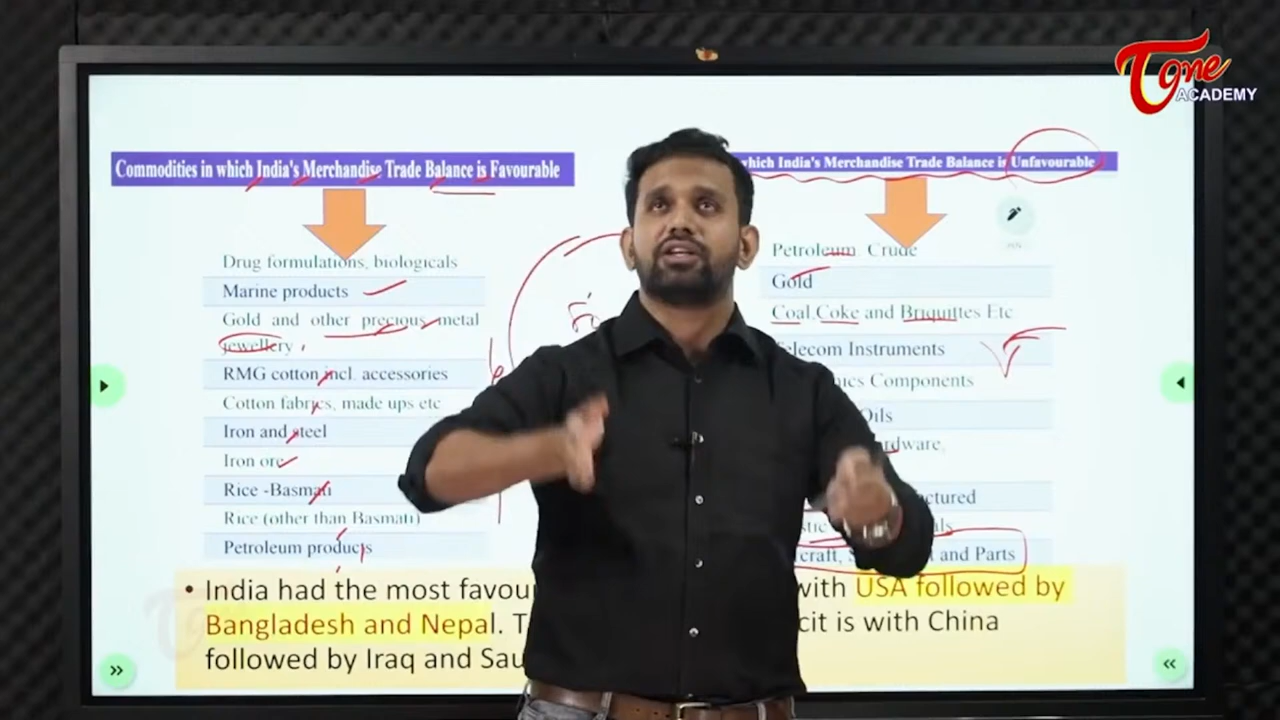 Tone
ACADEMY
Commodities in which India's Merchandise Trade Balance is Favourable
which India's Merchandise Trade Balance is Unfavourable
Drug formulations, biologicals
Marine products
Gold and other precious metal
jewellery
RMG cotton incl. accessories
Cotton fabrics, made ups etc
Iron and steel
Iron ore
Rice -Basmati
Rice (other than Basmati)
Petroleum products
Petroleum. Crude
Gold
Coal,Coke and Briquittes Etc
Telecom Instruments
Components
Oils
and Parts
• India had the most with USA followed by
Bangladesh and Nepal. is with China
followed by Iraq and